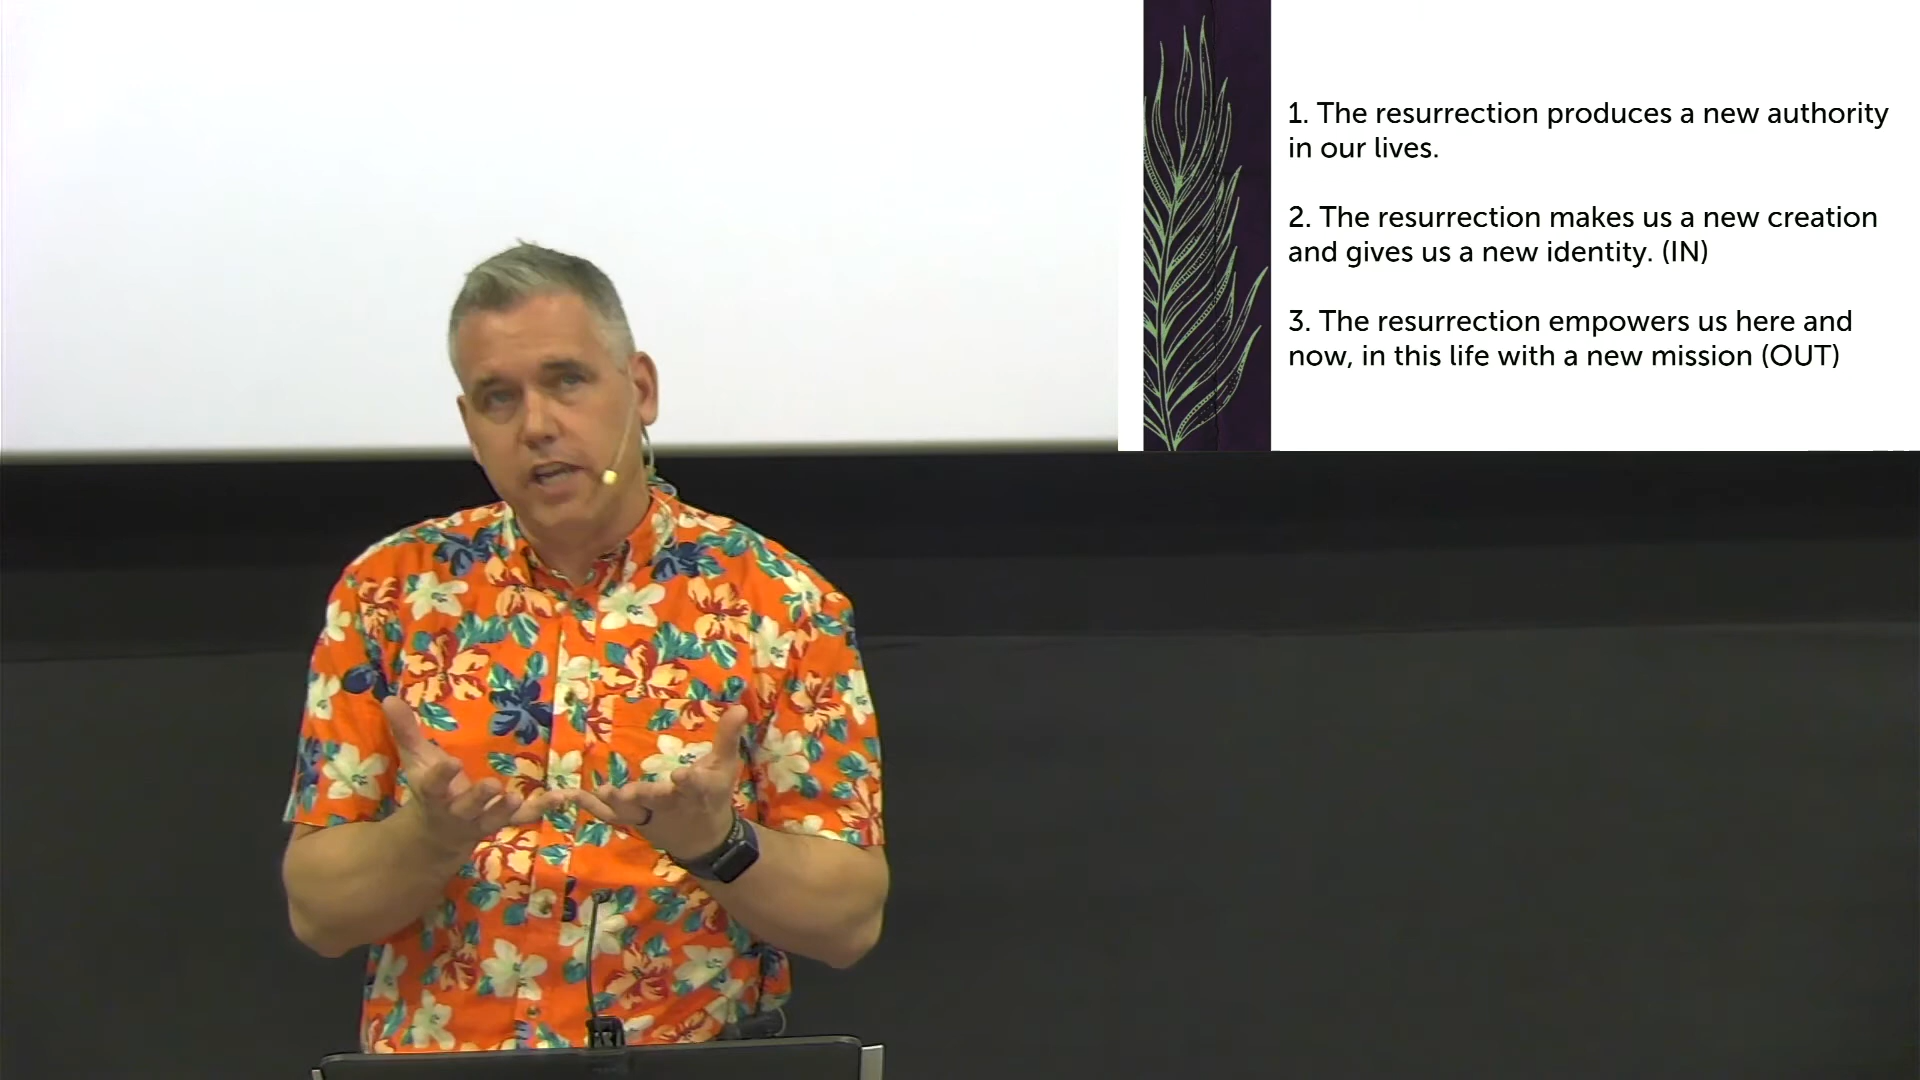 1. The resurrection produces a new authority
in our lives.
2. The resurrection makes us a new creation
and gives us a new identity. (IN)
3. The resurrection empowers us here and
now, in this life with a new mission (OUT)